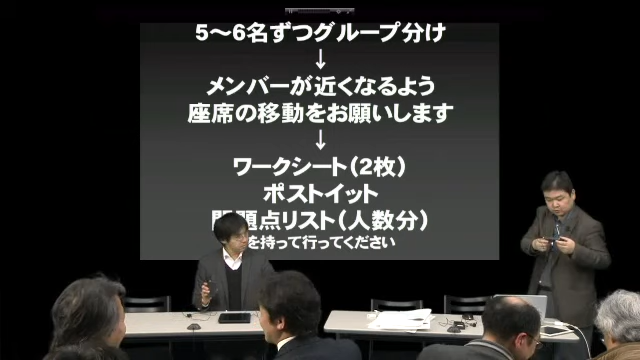 5～6名ずつグループ分け
↓
メンバーが近くなるよう
座席の移動をお願いします
↓
ワークシート(2枚)
ポストイット
問題点リスト(人数分)
を持って行ってください